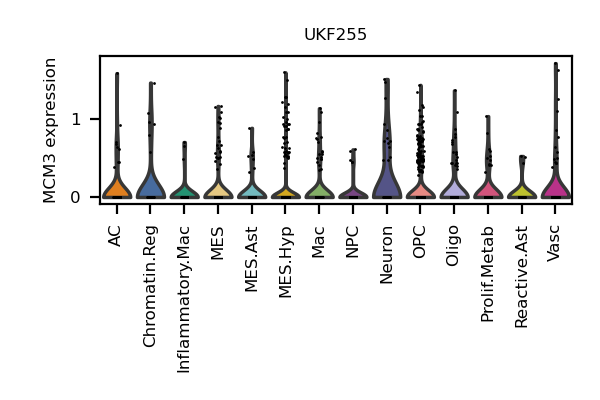 UKF255
MCM3 expression
1
0
AC
Chromatin.Reg
Inflammatory.Mac
MES
MES.Ast
MES.Hyp
Mac
NPC
Neuron
OPC
Oligo
Prolif.Metab
Reactive.Ast
Vasc